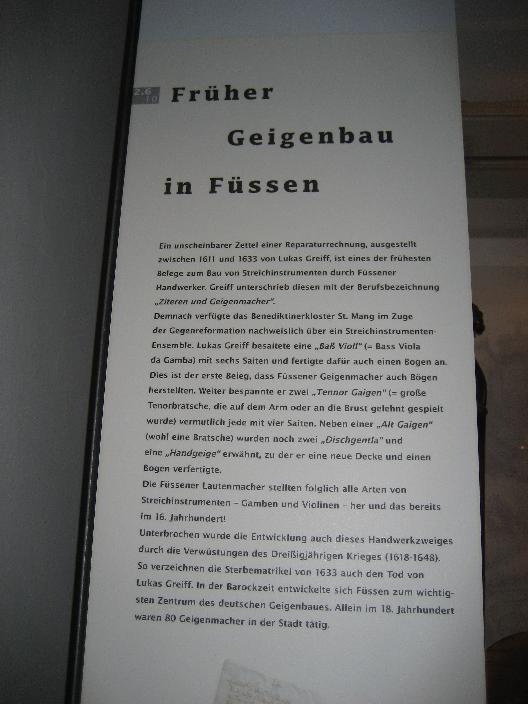 2.6
10
Früher
Geigenbau
in Füssen
Ein unscheinbarer Zettel einer Reparaturrechnung, ausgestellt
zwischen 1611 und 1633 von Lukas Greiff, ist eines der frühesten
Belege zum Bau von Streichinstrumenten durch Füssener
Handwerker. Greiff unterschrieb diesen mit der Berufsbezeichnung
„Ziteren und Geigenmacher“.
Demnach verfügte das Benediktinerkloster St. Mang im Zuge
der Gegenreformation nachweislich über ein Streichinstrumenten-
Ensemble. Lukas Greiff besaitete eine „Baß Violl“ (= Bass Viola
da Gamba) mit sechs Saiten und fertigte dafür auch einen Bogen an.
Dies ist der erste Beleg, dass Füssener Geigenmacher auch Bögen
herstellten. Weiter bespannte er zwei „Tennor Gaigen“ (= große
Tenorbratsche, die auf dem Arm oder an die Brust gelehnt gespielt
wurde) vermutlich jede mit vier Saiten. Neben einer „Alt Gaigen“
(wohl eine Bratsche) wurden noch zwei „Dischgentla“ und
eine „Handgeige“ erwähnt, zu der er eine neue Decke und einen
Bogen verfertigte.
Die Füssener Lautenmacher stellten folglich alle Arten von
Streichinstrumenten – Gamben und Violinen – her und das bereits
im 16. Jahrhundert!
Unterbrochen wurde die Entwicklung auch dieses Handwerkzweiges
durch die Verwüstungen des Dreißigjährigen Krieges (1618-1648).
So verzeichnen die Sterbematrikel von 1633 auch den Tod von
Lukas Greiff. In der Barockzeit entwickelte sich Füssen zum wichtig-
sten Zentrum des deutschen Geigenbaues. Allein im 18. Jahrhundert
waren 80 Geigenmacher in der Stadt tätig.